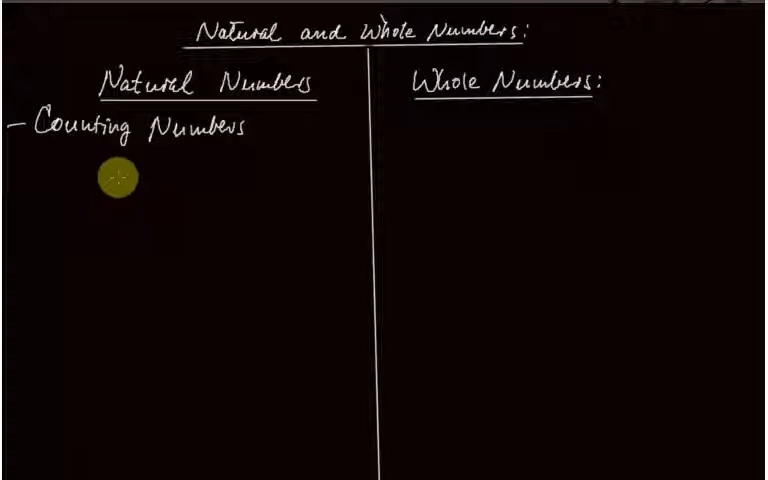 Natural and Whole Numbers:
Natural Numbers
- Counting Numbers
Whole Numbers: